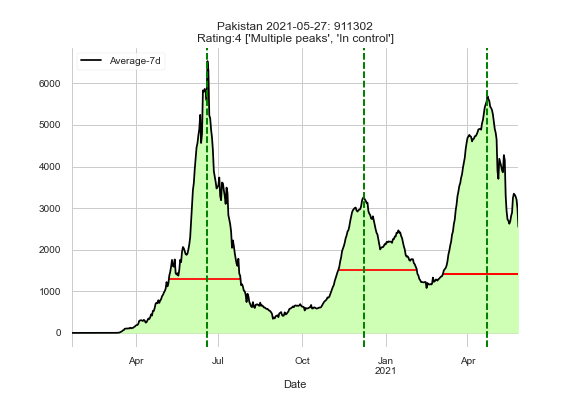 Pakistan 2021-05-27: 911302
Rating:4 ['Multiple peaks', 'In control']
Average-7d
6000
5000
4000
3000
2000
1000
0
Apr
Jul
Oct
Jan
2021
Apr
Date